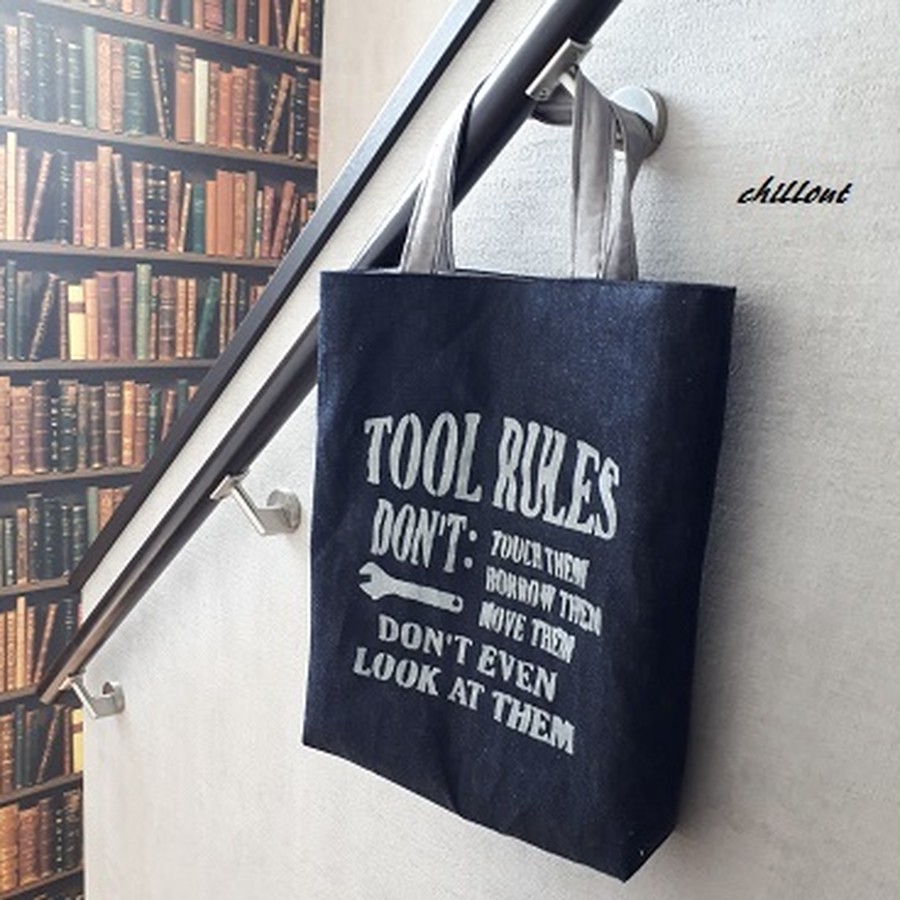 chillout
TOOL RULES
DON'T:
TOUCH THEM
BORROW THEM
MOVE THEM
DON'T EVEN
LOOK AT THEM